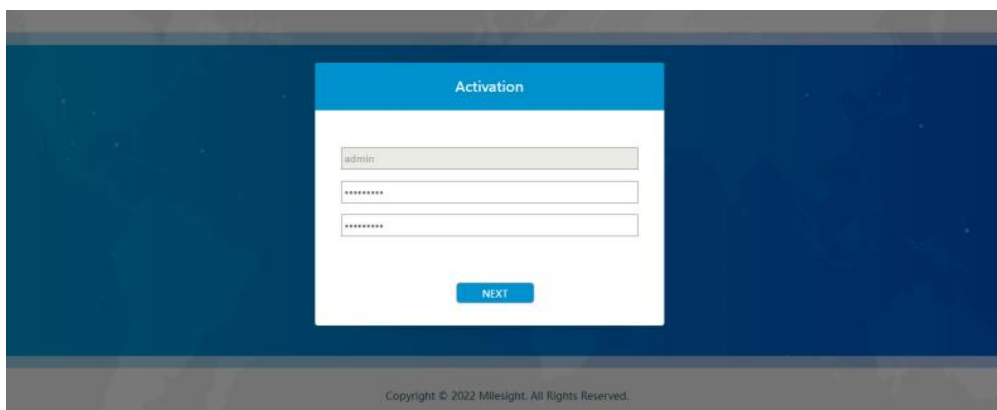 Activation
admin
•••••••••
•••••••••
NEXT
Copyright © 2022 Milesight. All Rights Reserved.